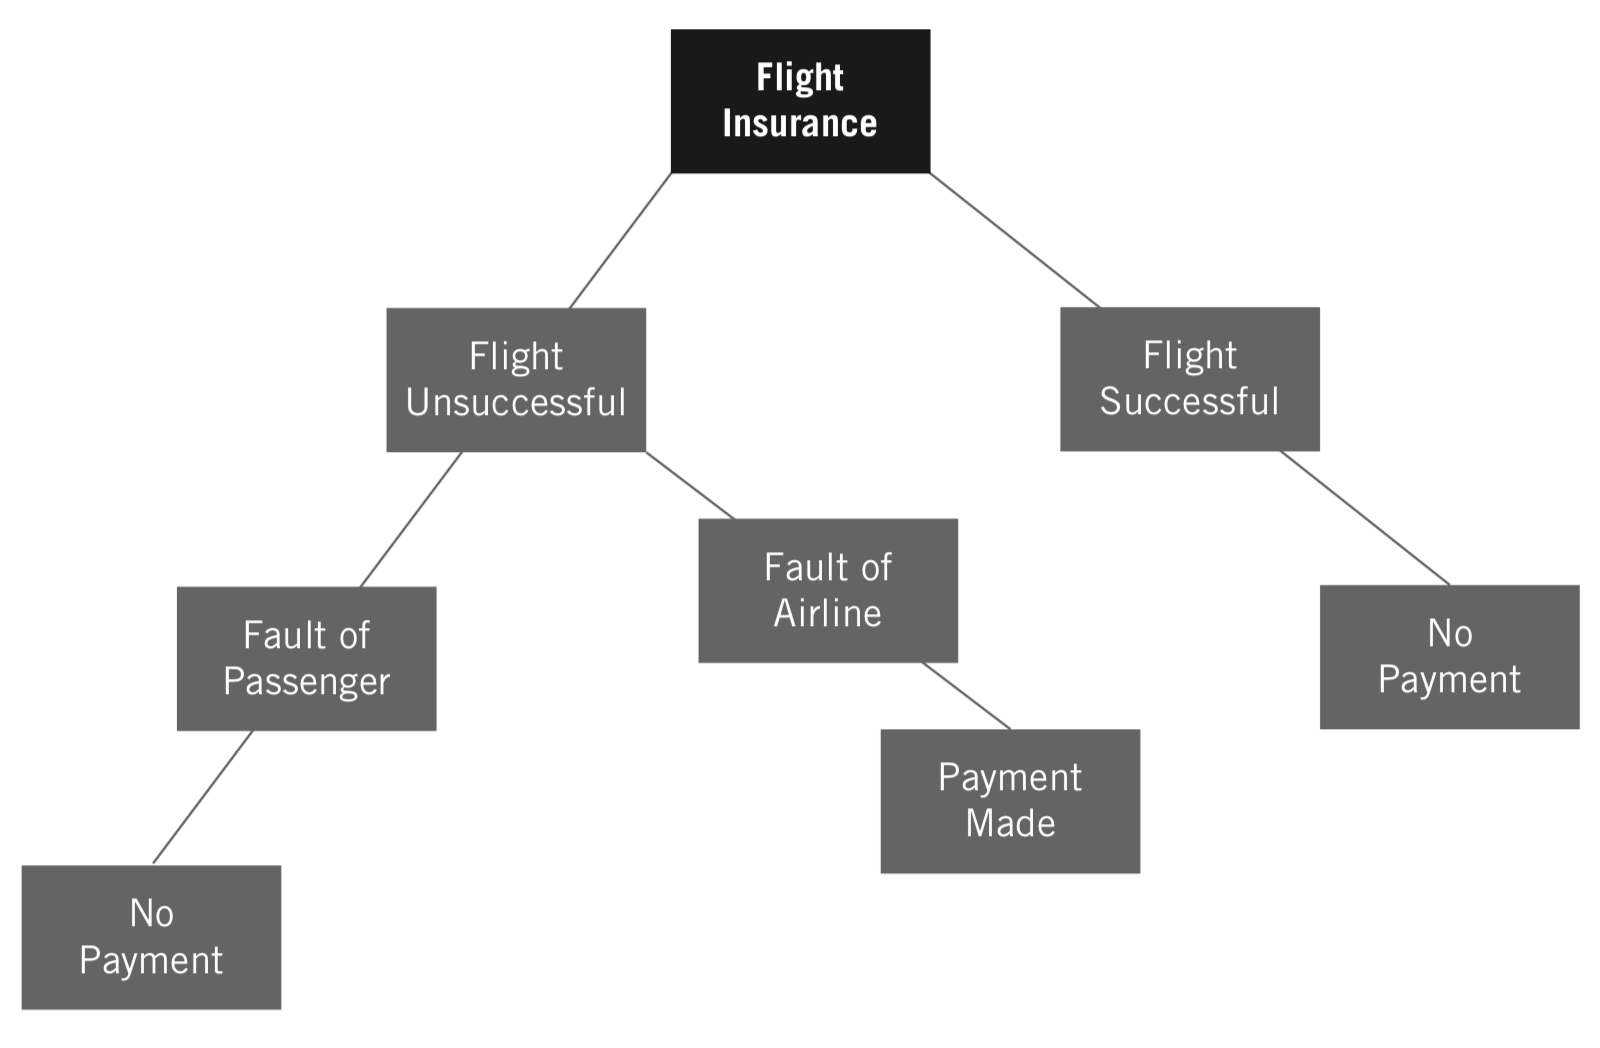 Flight
Insurance
Flight
Unsuccessful
Flight
Successful
Fault of
Airline
Fault of
Passenger
No
Payment
Payment
Made
No
Payment